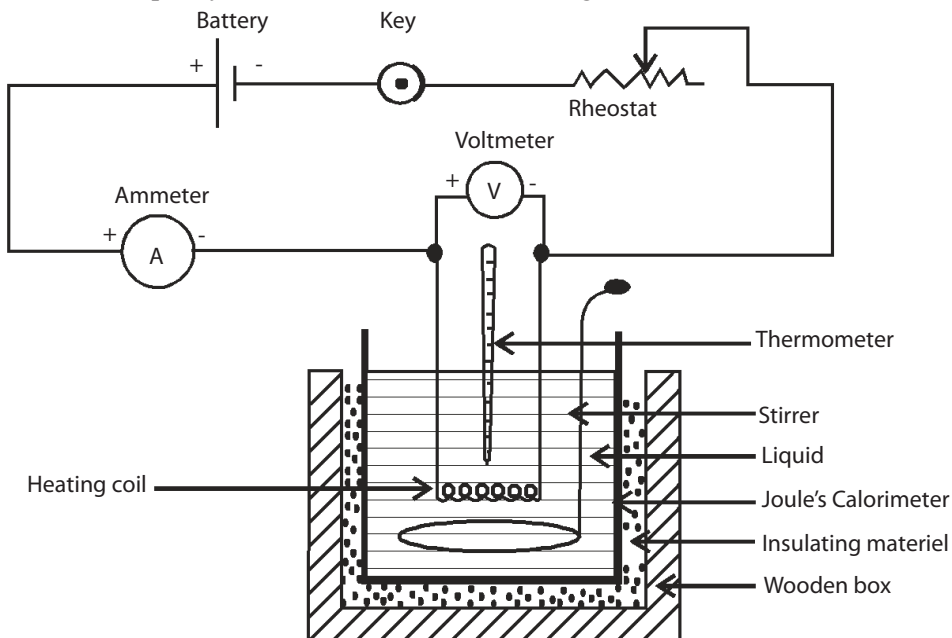 Battery
Key
+
-
Rheostat
Voltmeter
+
V
-
Ammeter
+
A
-
Thermometer
Stirrer
Liquid
Heating coil
Joule's Calorimeter
Insulating materiel
Wooden box